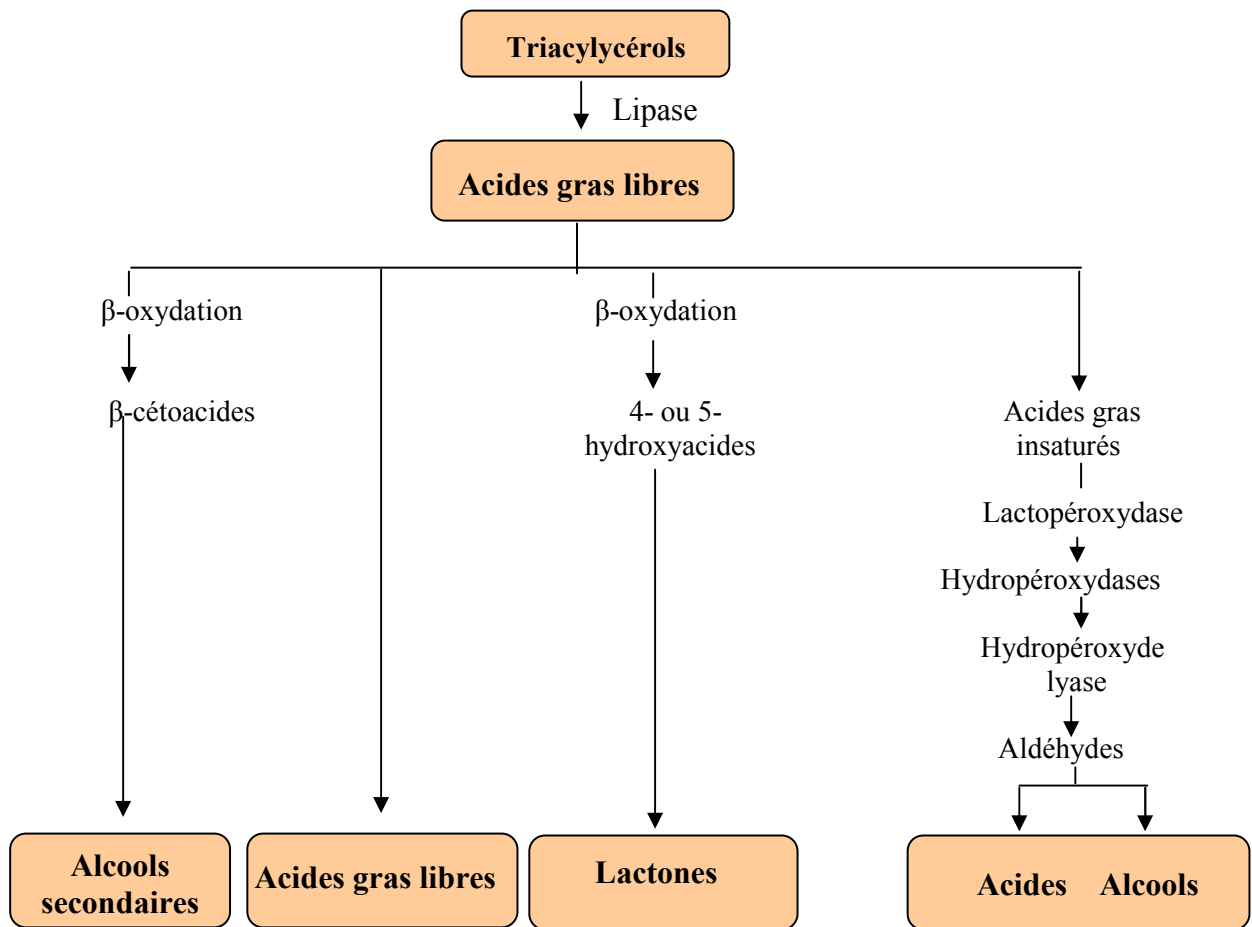 Triacylycérols
Lipase
Acides gras libres
β-oxydation
β-oxydation
β-cétoacides
4- ou 5-
hydroxyacides
Acides gras
insaturés
Lactopéroxydase
Hydropéroxydases
Hydropéroxyde
lyase
Aldéhydes
Alcools
secondaires
Acides gras libres
Lactones
Acides Alcools